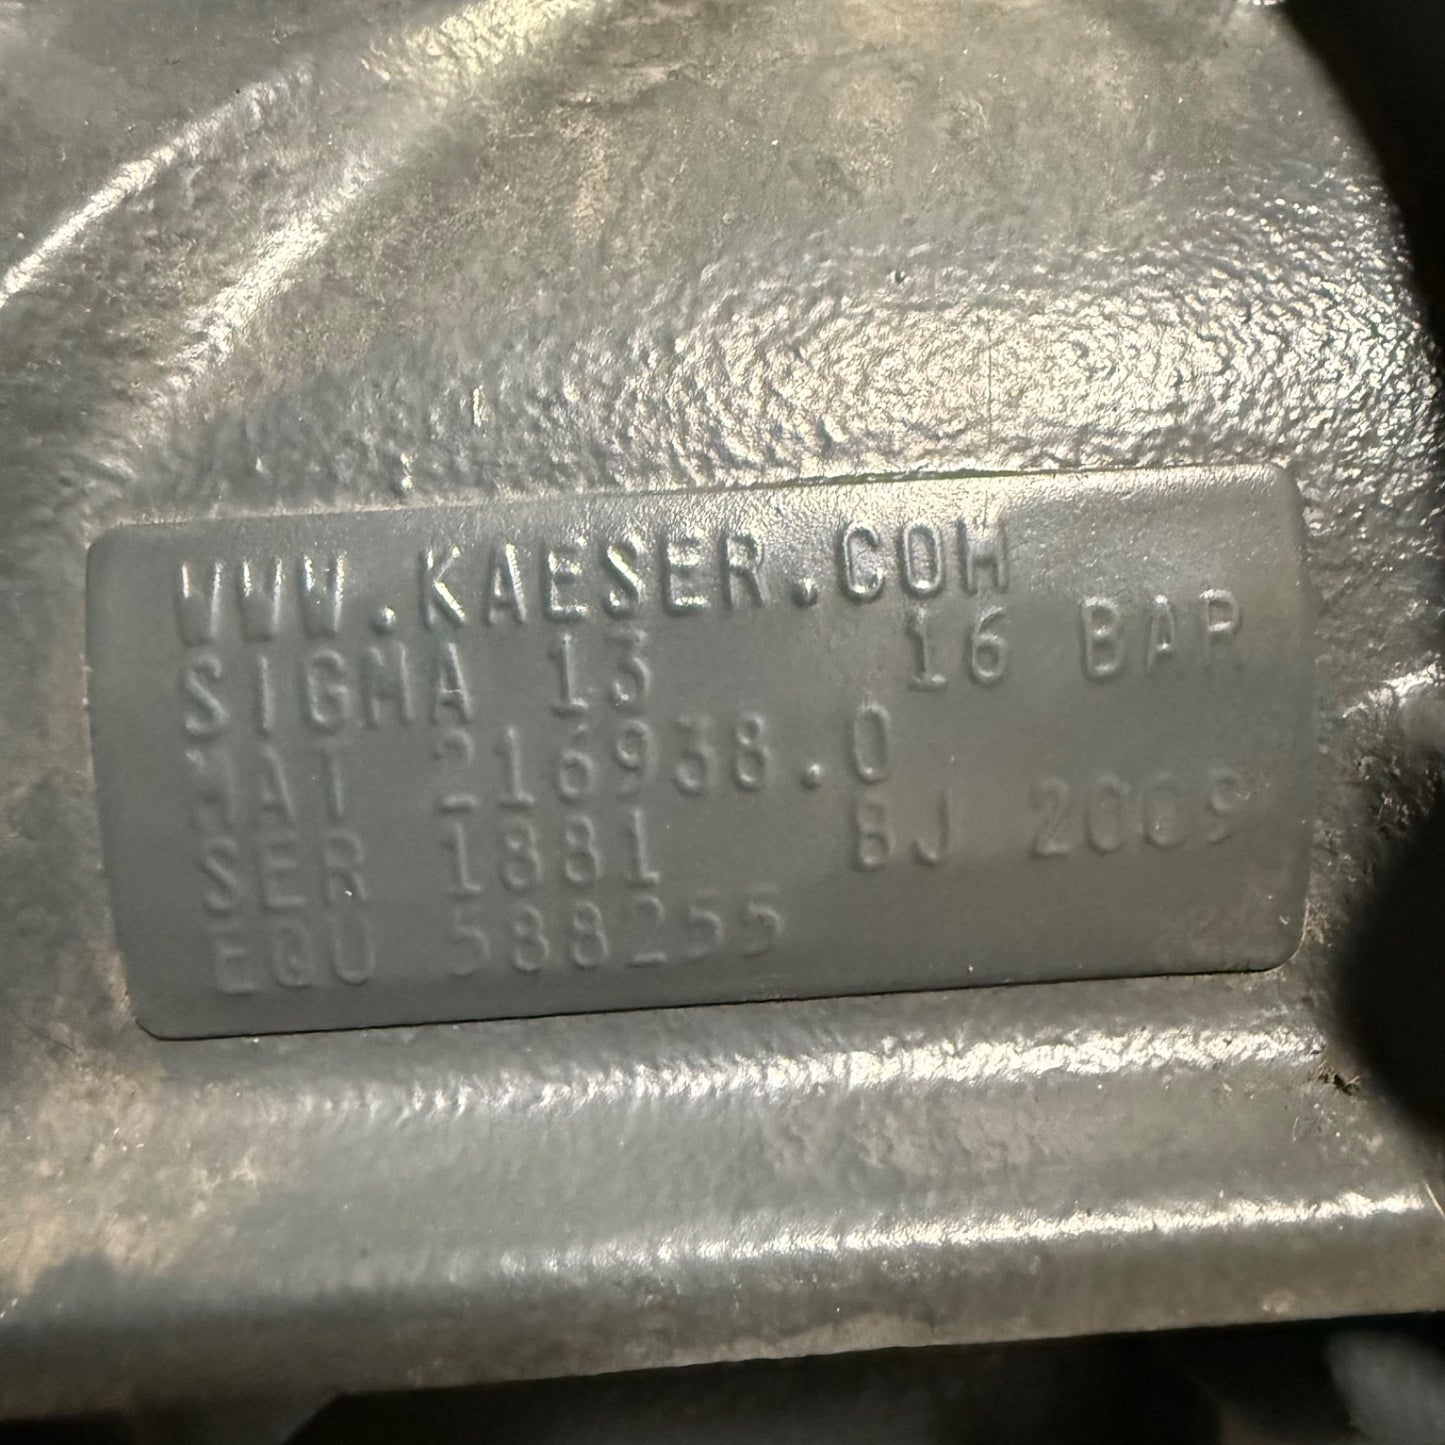 WWW.KAESER.COM
SIGMA 13 16 BAR
MAT 216938.0
SER 1881 BJ 2009
EQU 588255